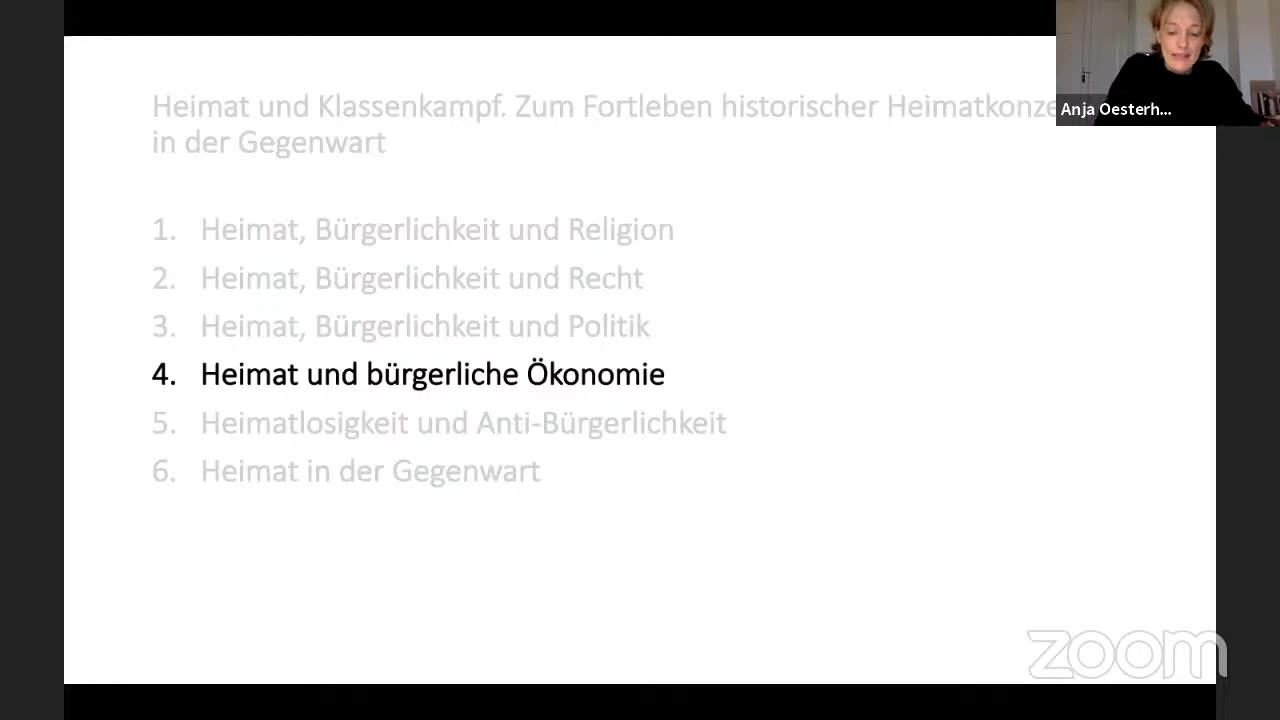 Heimat und Klassenkampf. Zum Fortleben historischer Heimatkonze
in der Gegenwart
Anja Oesterh...
1. Heimat, Bürgerlichkeit und Religion
2. Heimat, Bürgerlichkeit und Recht
3. Heimat, Bürgerlichkeit und Politik
4. Heimat und bürgerliche Ökonomie
5. Heimatlosigkeit und Anti-Bürgerlichkeit
6. Heimat in der Gegenwart
zoom